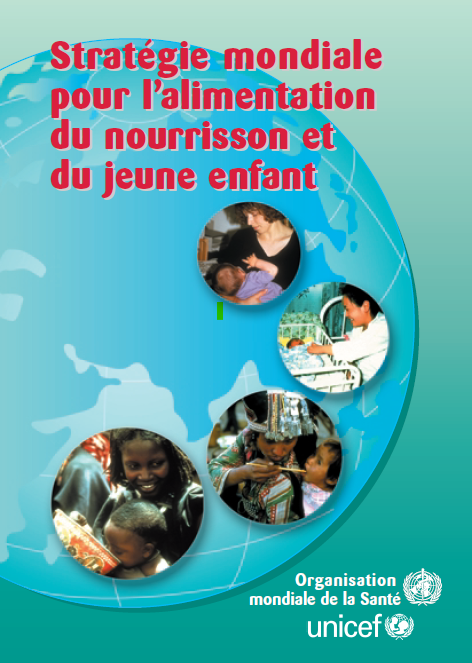 Stratégie mondiale
pour l’alimentation
du nourrisson et
du jeune enfant
Organisation
mondiale de la Santé
unicef